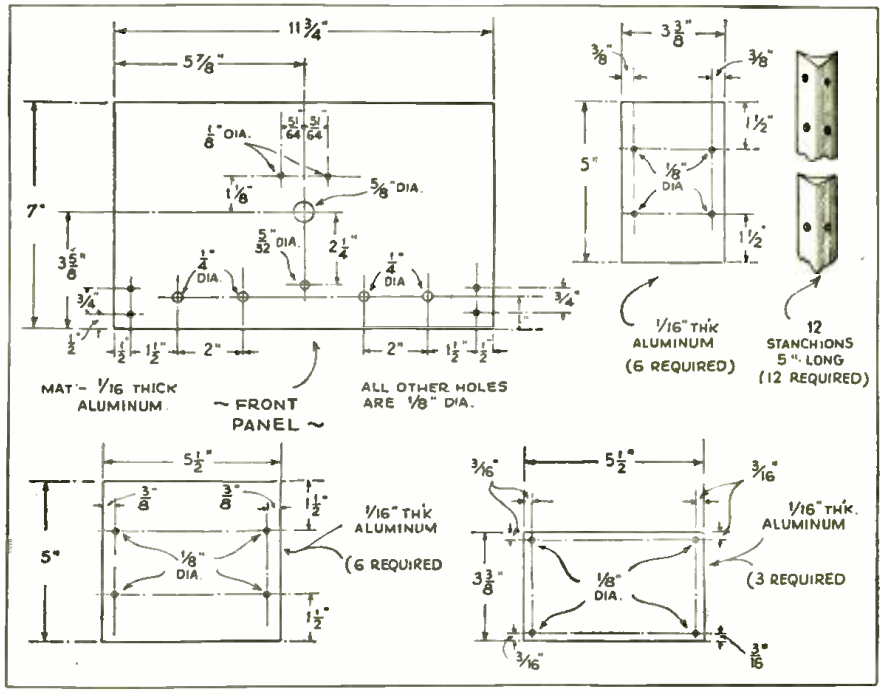 11 3/4"
5 7/8"
7"
3 5/8"
1/8" DIA.
51/64" 51/64"
1 1/8"
5/8" DIA.
5/32" DIA.
2 1/4"
1/4" DIA
1/4" DIA
3/4"
1/2"
3/4"
1/2" 1 1/2" 2" 2" 1 1/2" 1/2"
MAT'- 1/16 THICK
ALUMINUM
~ FRONT
PANEL ~
ALL OTHER HOLES
ARE 1/8" DIA.
3 3/8"
3/8" 3/8"
5"
1 1/2"
1/8" DIA
1 1/2"
1/16" TH'K
ALUMINUM
(6 REQUIRED)
12
STANCHIONS
5" LONG
(12 REQUIRED)
5 1/2"
3/8" 3/8"
1 1/2"
5"
1/8" DIA.
1 1/2"
1/16" TH'K
ALUMINUM
(6 REQUIRED
5 1/2"
3/16" 3/16"
3 3/8"
1/8" DIA.
3/16" 3/16
1/16" TH'K.
ALUMINUM
(3 REQUIRED